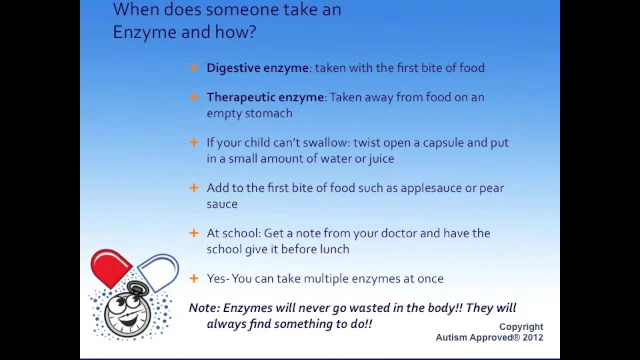 When does someone take an
Enzyme and how?
+ Digestive enzyme: taken with the first bite of food
+ Therapeutic enzyme: Taken away from food on an
empty stomach
+ If your child can't swallow: twist open a capsule and put
in a small amount of water or juice
+ Add to the first bite of food such as applesauce or pear
sauce
+ At school: Get a note from your doctor and have the
school give it before lunch
+ Yes- You can take multiple enzymes at once
Note: Enzymes will never go wasted in the body!! They will
always find something to do!!
Copyright
Autism Approved® 2012